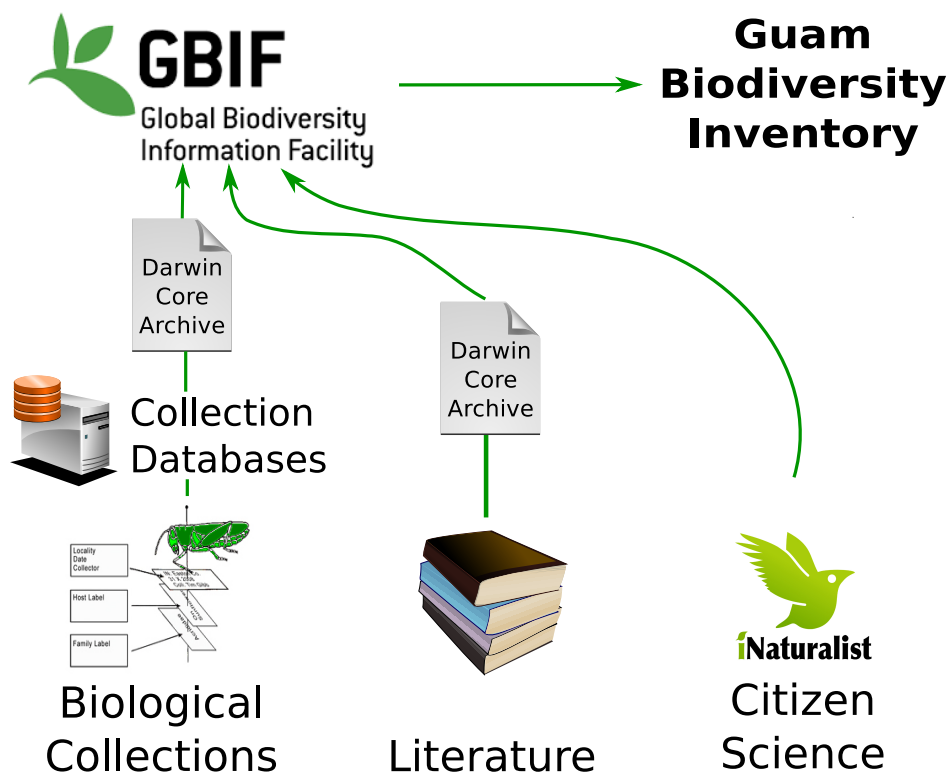 GBIF
Global Biodiversity
Information Facility
Guam
Biodiversity
Inventory
Darwin
Core
Archive
Darwin
Core
Archive
Collection
Databases
Locality
Date
Collector
Host Label
Family Label
iNaturalist
Biological
Collections
Literature
Citizen
Science